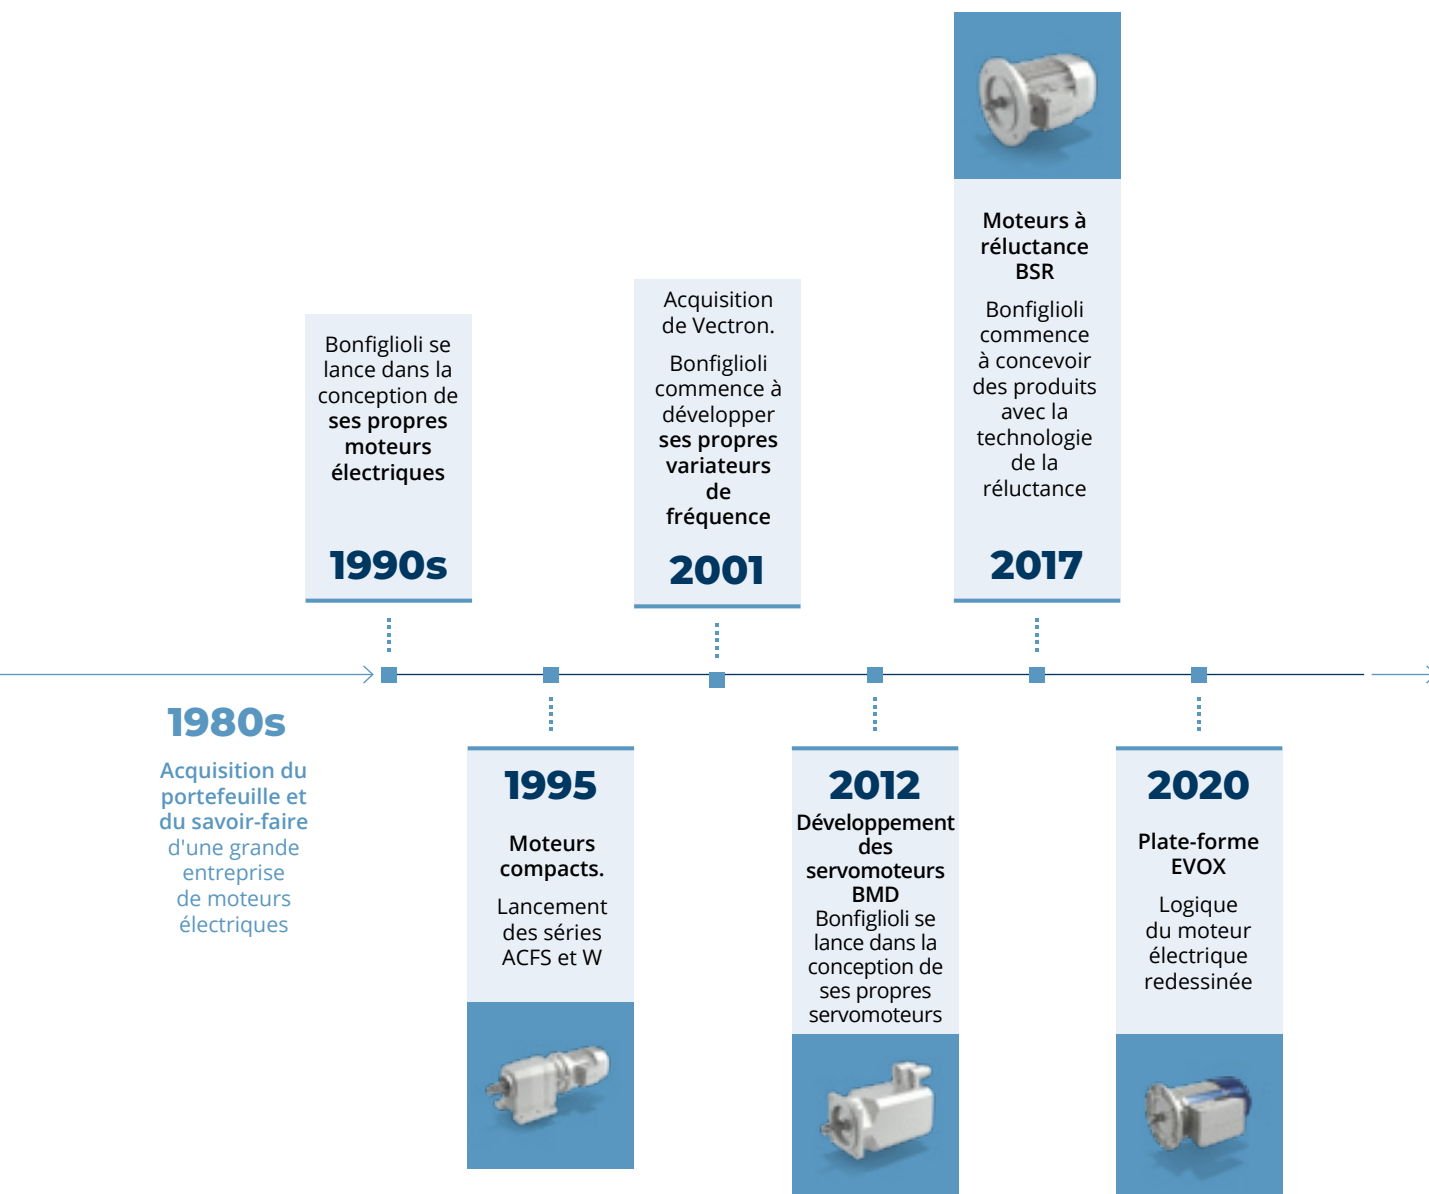 1980s
Acquisition du
portefeuille et
du savoir-faire
d'une grande
entreprise
de moteurs
électriques
Bonfiglioli se
lance dans la
conception de
ses propres
moteurs
électriques
1990s
1995
Moteurs
compacts.
Lancement
des séries
ACFS et W
Acquisition
de Vectron.
Bonfiglioli
commence à
développer
ses propres
variateurs
de
fréquence
2001
2012
Développement
des
servomoteurs
BMD
Bonfiglioli se
lance dans la
conception de
ses propres
servomoteurs
Moteurs à
réluctance
BSR
Bonfiglioli
commence
à concevoir
des produits
avec la
technologie
de la
réluctance
2017
2020
Plate-forme
EVOX
Logique
du moteur
électrique
redessinée